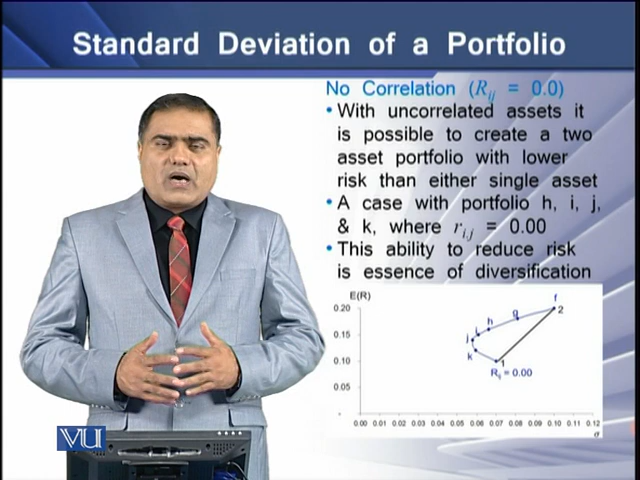 Standard Deviation of a Portfolio
No Correlation (Rij = 0.0)
• With uncorrelated assets it
is possible to create a two
asset portfolio with lower
risk than either single asset
• A case with portfolio h, i, j,
& k, where ri,j = 0.00
• This ability to reduce risk
is essence of diversification
E(R)
0.20
0.15
0.10
0.05
-
f
2
g
h
i
j
k
1
Rij = 0.00
0.00 0.01 0.02 0.03 0.04 0.05 0.06 0.07 0.08 0.09 0.10 0.11 0.12
σ
VU